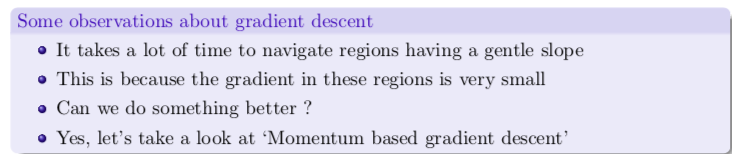 Some observations about gradient descent
It takes a lot of time to navigate regions having a gentle slope
This is because the gradient in these regions is very small
Can we do something better ?
Yes, let's take a look at ‘Momentum based gradient descent’